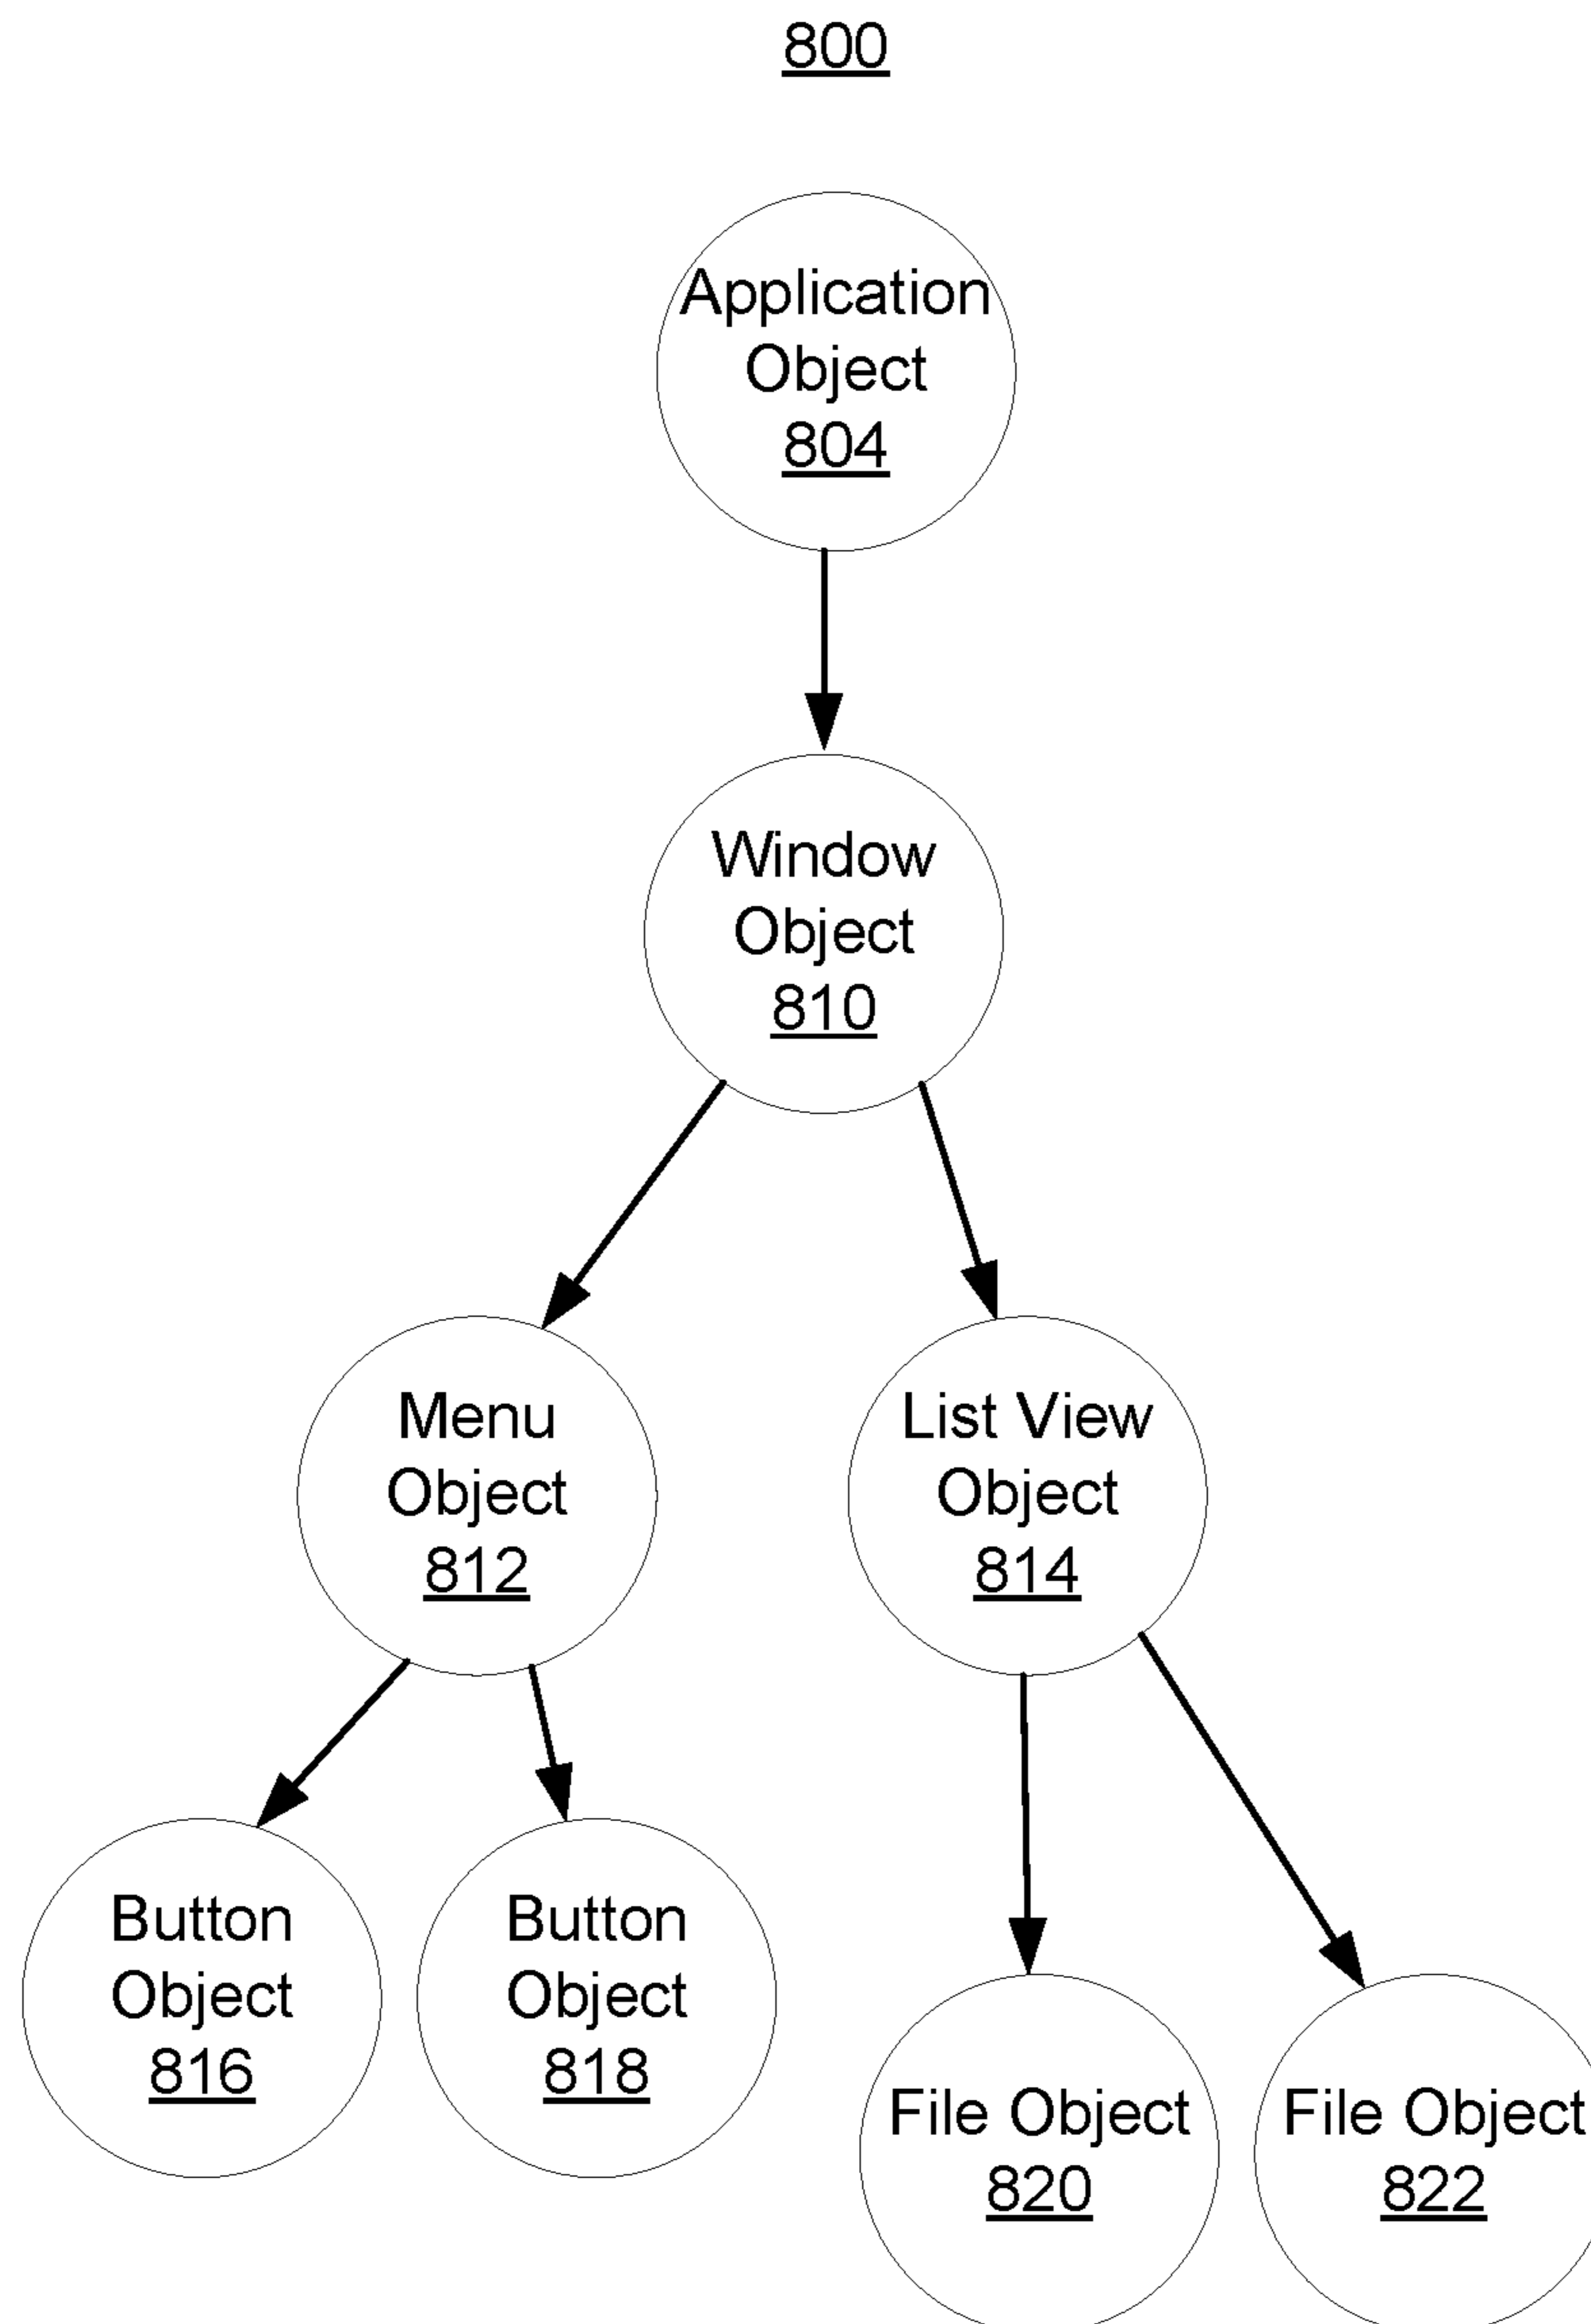 800
Application
Object
804
Window
Object
810
Menu
Object
812
List View
Object
814
Button
Object
816
Button
Object
818
File Object
820
File Object
822